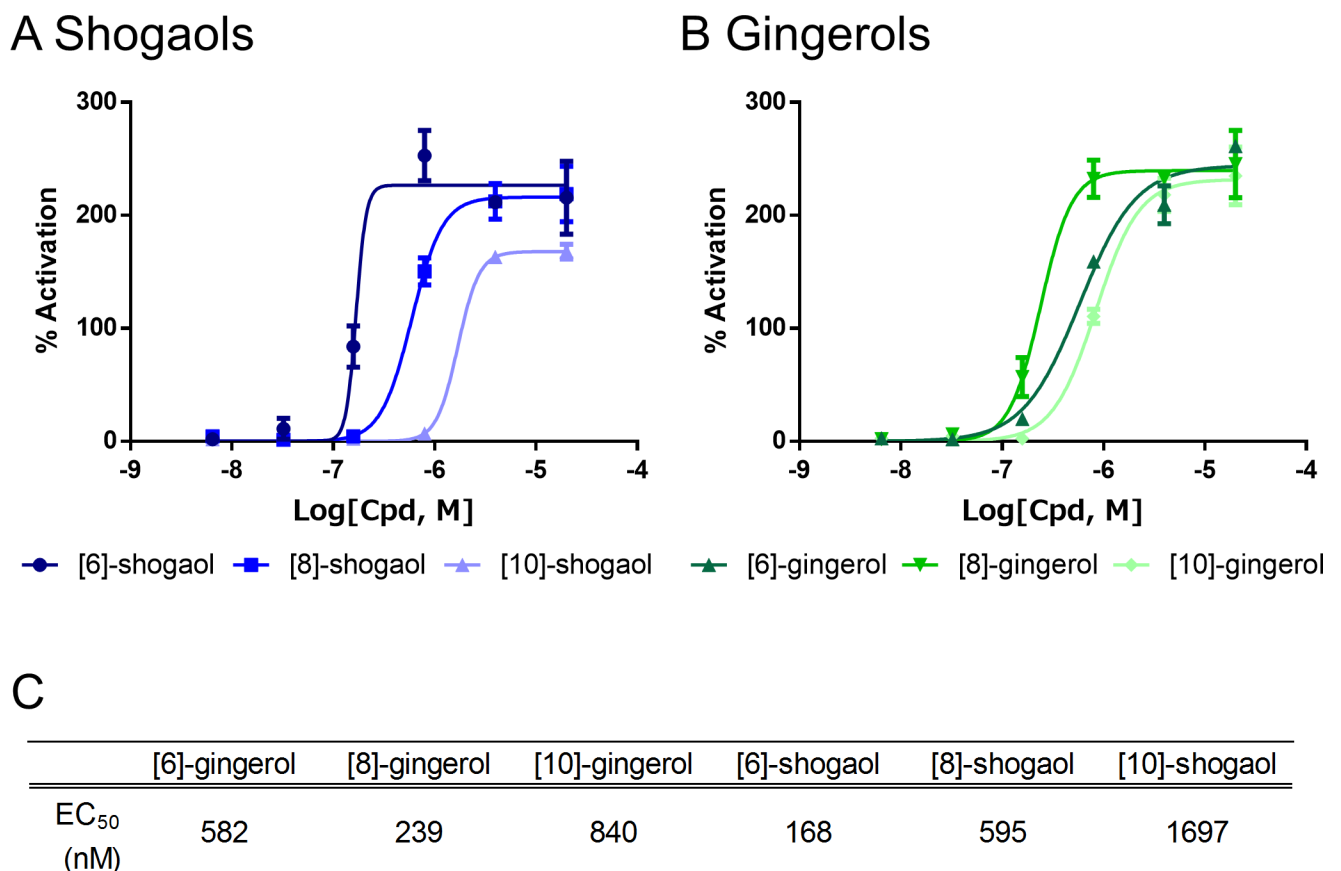 A Shogaols
300
200
100
0
% Activation
-9 -8 -7 -6 -5 -4
Log[Cpd, M]
[6]-shogaol [8]-shogaol [10]-shogaol
B Gingerols
300
200
100
0
% Activation
-9 -8 -7 -6 -5 -4
Log[Cpd, M]
[6]-gingerol [8]-gingerol [10]-gingerol
C
[6]-gingerol [8]-gingerol [10]-gingerol [6]-shogaol [8]-shogaol [10]-shogaol
EC₅₀
(nM)
582 239 840 168 595 1697